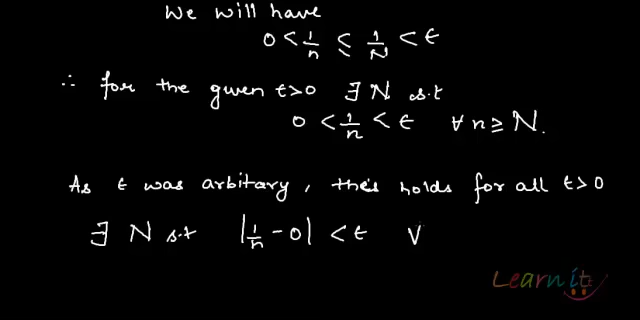 We will have
0 < 1/n ≤ 1/N < ϵ
∴ for the given ϵ>0 ∃ N s.t
0 < 1/n < ϵ ∀ n ≥ N.
As ϵ was arbitary, this holds for all ϵ>0
∃ N s.t |1/n - 0| < ϵ ∀
Learnit